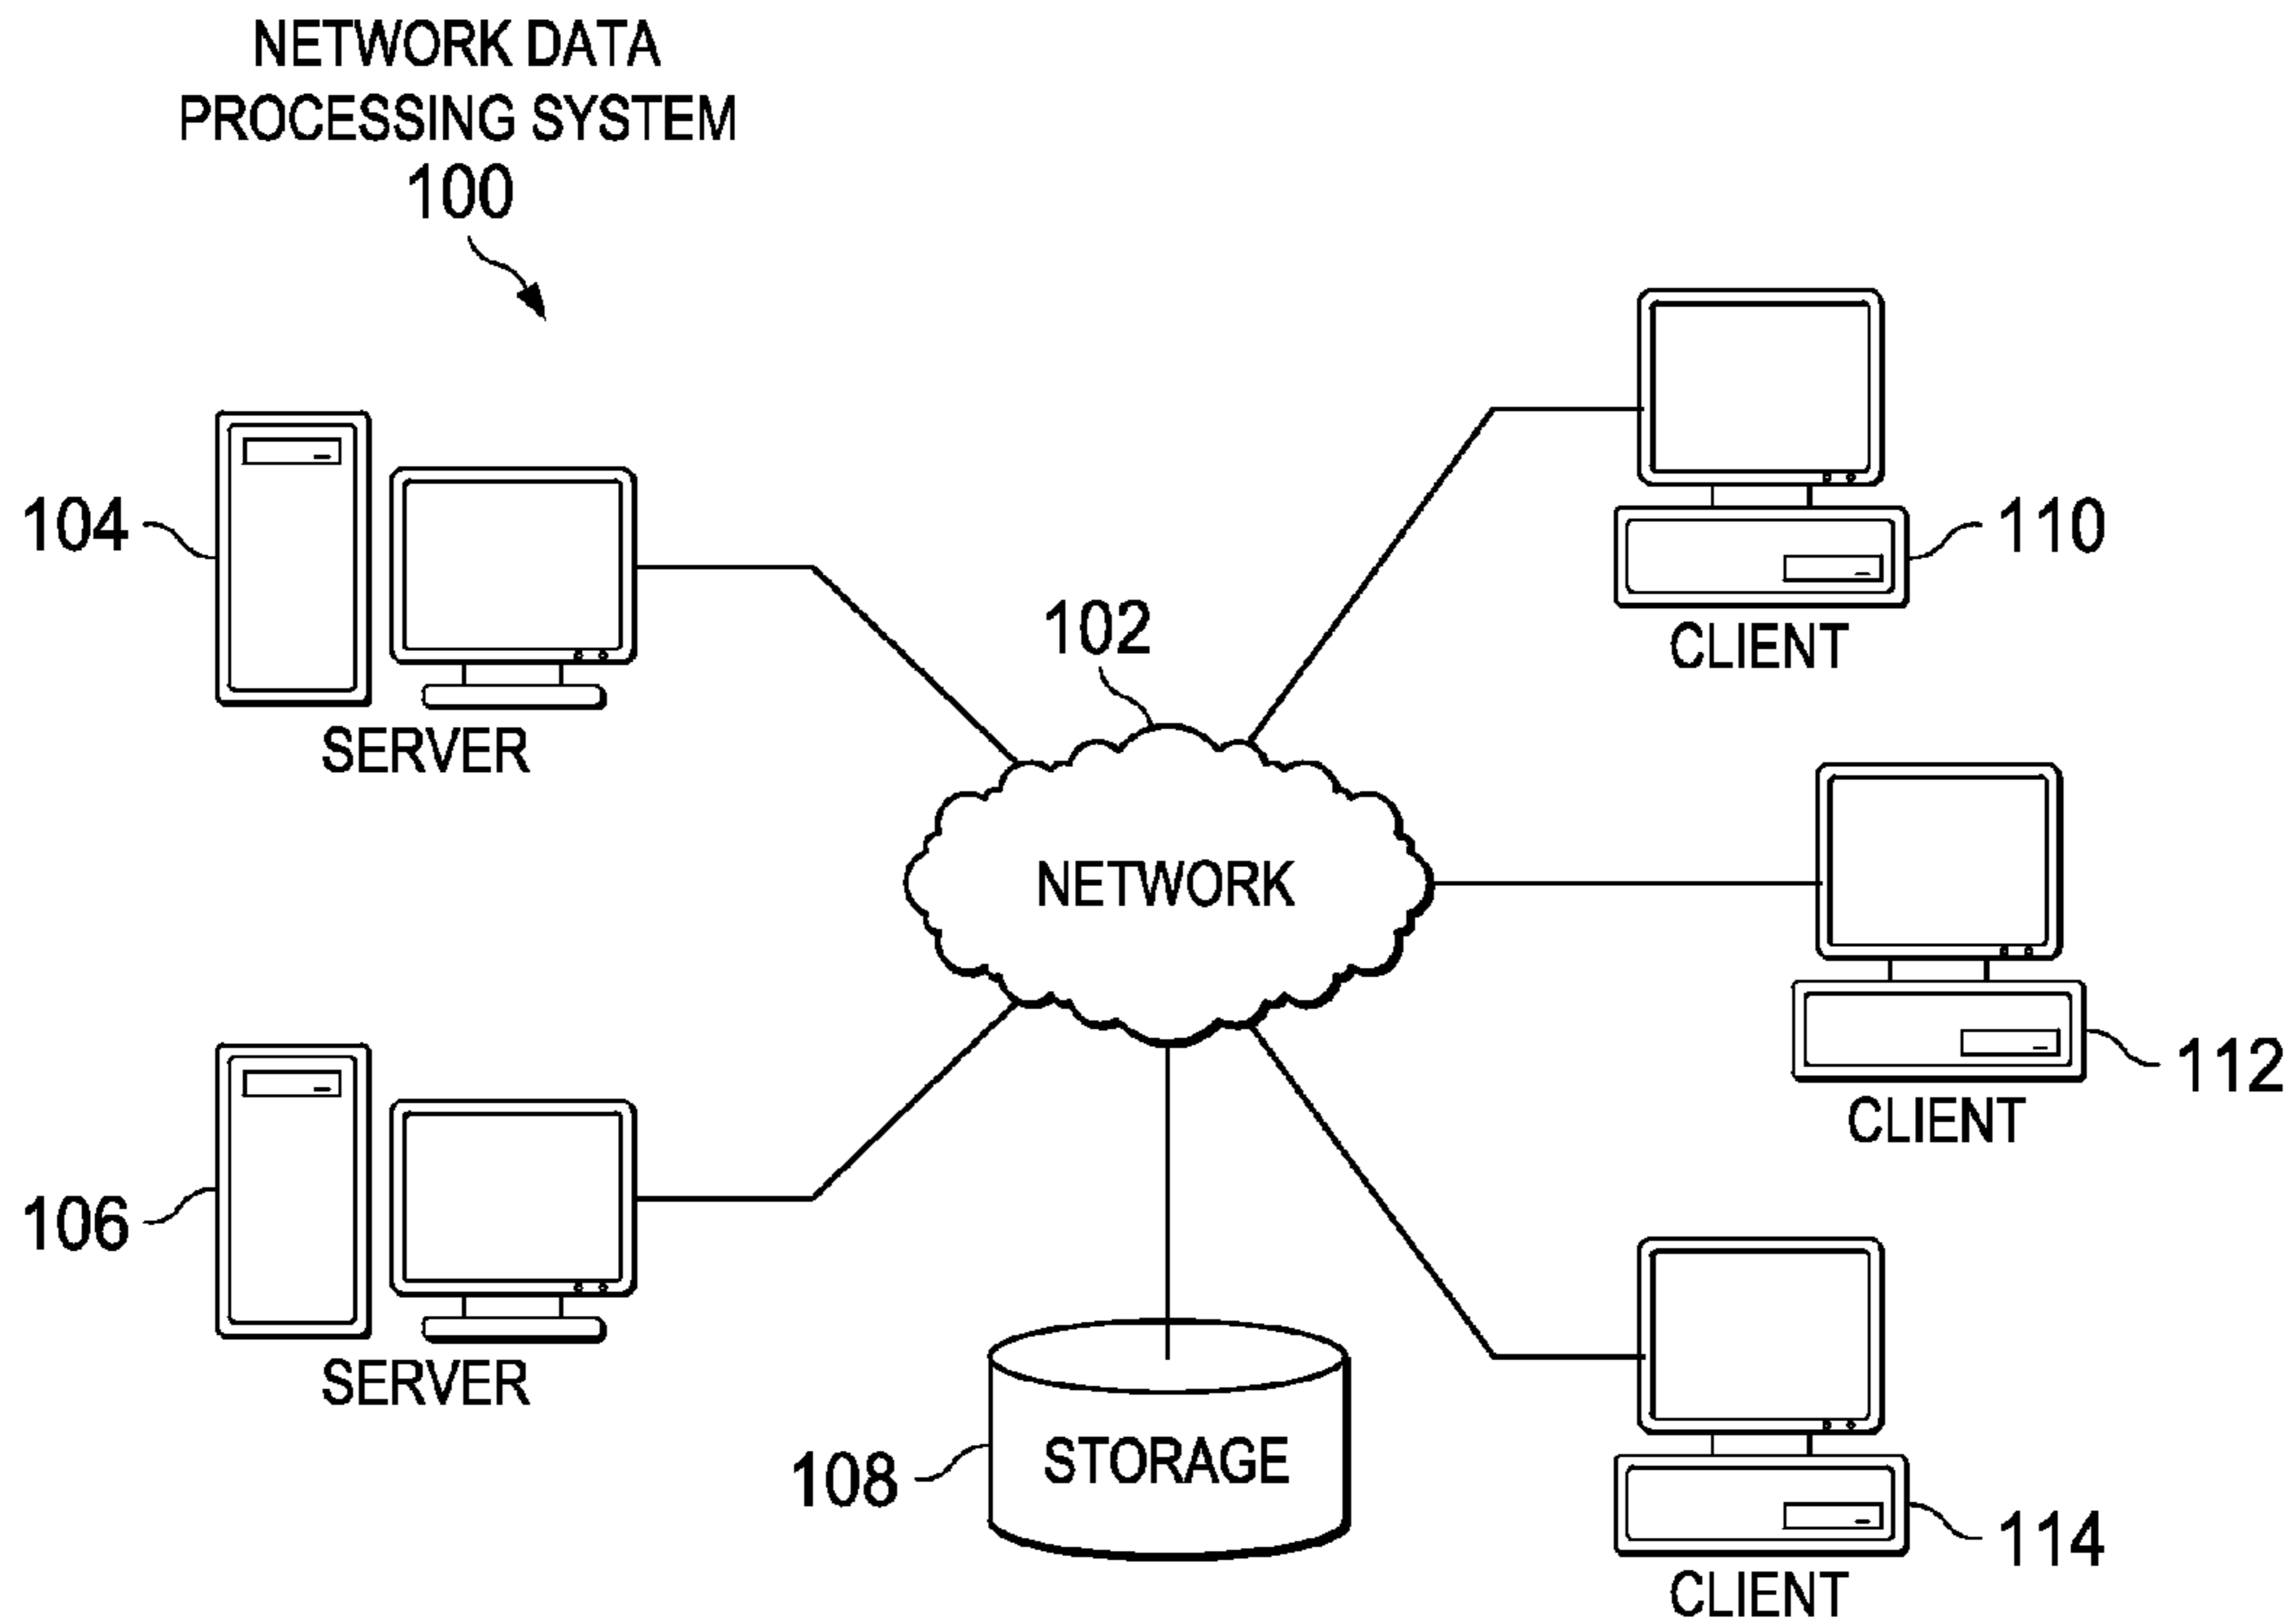 NETWORK DATA
PROCESSING SYSTEM
100
104
SERVER
110
CLIENT
102
NETWORK
112
CLIENT
106
SERVER
108
STORAGE
114
CLIENT